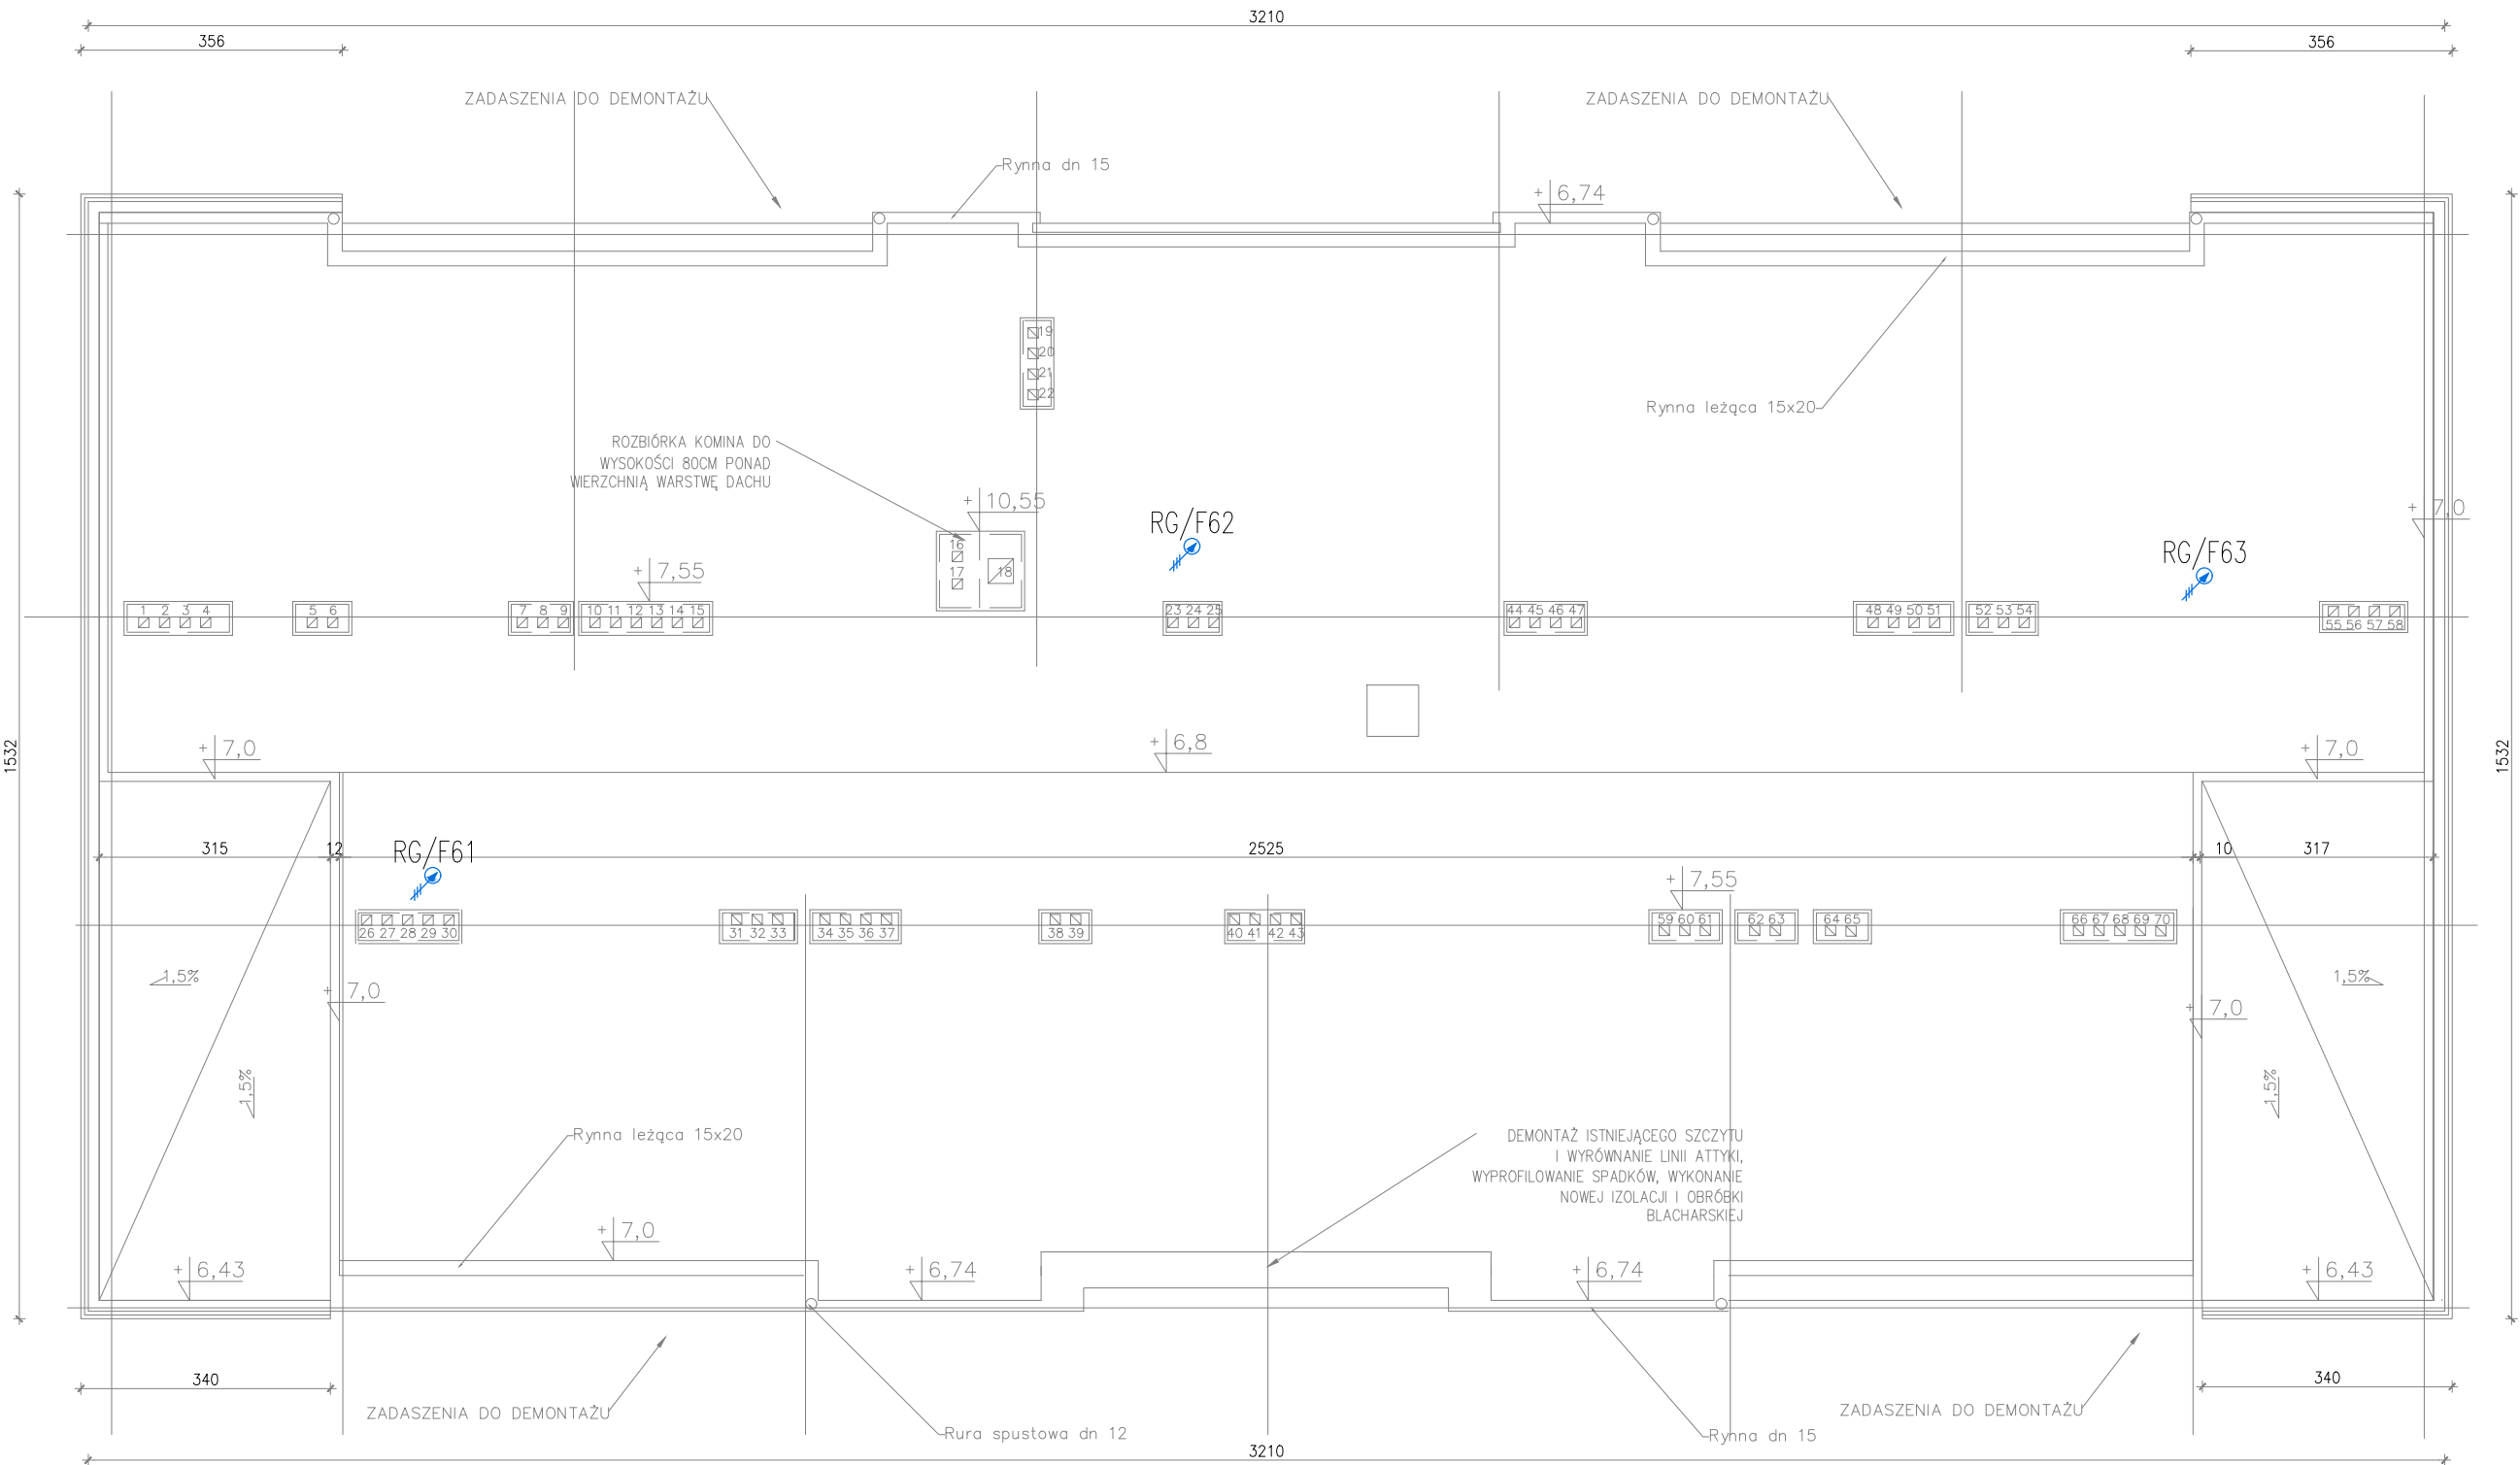 3210
356
356
ZADASZENIA DO DEMONTAŻU
ZADASZENIA DO DEMONTAŻU
Rynna dn 15
+ 6,74
19
20
21
22
Rynna leżąca 15x20
ROZBIÓRKA KOMINA DO
WYSOKOŚCI 80CM PONAD
WIERZCHNIĄ WARSTWĘ DACHU
+ 10,55
+ 7,0
RG/F62
RG/F63
16
17 18
+ 7,55
1 2 3 4
5 6
7 8 9
10 11 12 13 14 15
23 24 25
44 45 46 47
48 49 50 51
52 53 54
55 56 57 58
1532
1532
+ 7,0
+ 6,8
+ 7,0
315
12
2525
10
317
RG/F61
+ 7,55
26 27 28 29 30
31 32 33
34 35 36 37
38 39
40 41 42 43
59 60 61
62 63
64 65
66 67 68 69 70
1,5%
1,5%
+ 7,0
+ 7,0
1,5%
1,5%
Rynna leżąca 15x20
DEMONTAŻ ISTNIEJĄCEGO SZCZYTU
I WYRÓWNANIE LINII ATTYKI,
WYPROFILOWANIE SPADKÓW, WYKONANIE
NOWEJ IZOLACJI I OBRÓBKI
BLACHARSKIEJ
+ 7,0
+ 6,43
+ 6,74
+ 6,74
+ 6,43
340
340
ZADASZENIA DO DEMONTAŻU
ZADASZENIA DO DEMONTAŻU
Rura spustowa dn 12
Rynna dn 15
3210